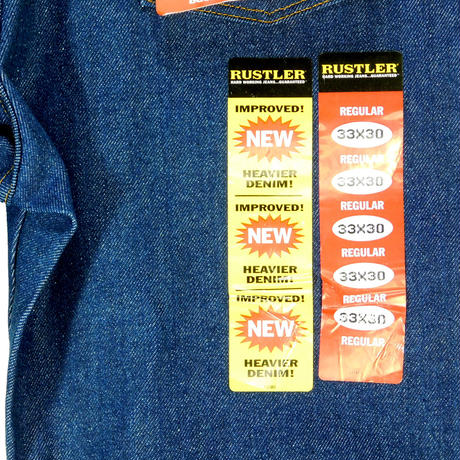 RUSTLER
HARD WORKING JEANS...GUARANTEED
IMPROVED!
NEW
HEAVIER
DENIM!
IMPROVED!
NEW
HEAVIER
DENIM!
IMPROVED!
NEW
HEAVIER
DENIM!
RUSTLER
HARD WORKING JEANS...GUARANTEED
REGULAR
33X30
REGULAR
33X30
REGULAR
33X30
REGULAR
33X30
REGULAR
33X30
REGULAR